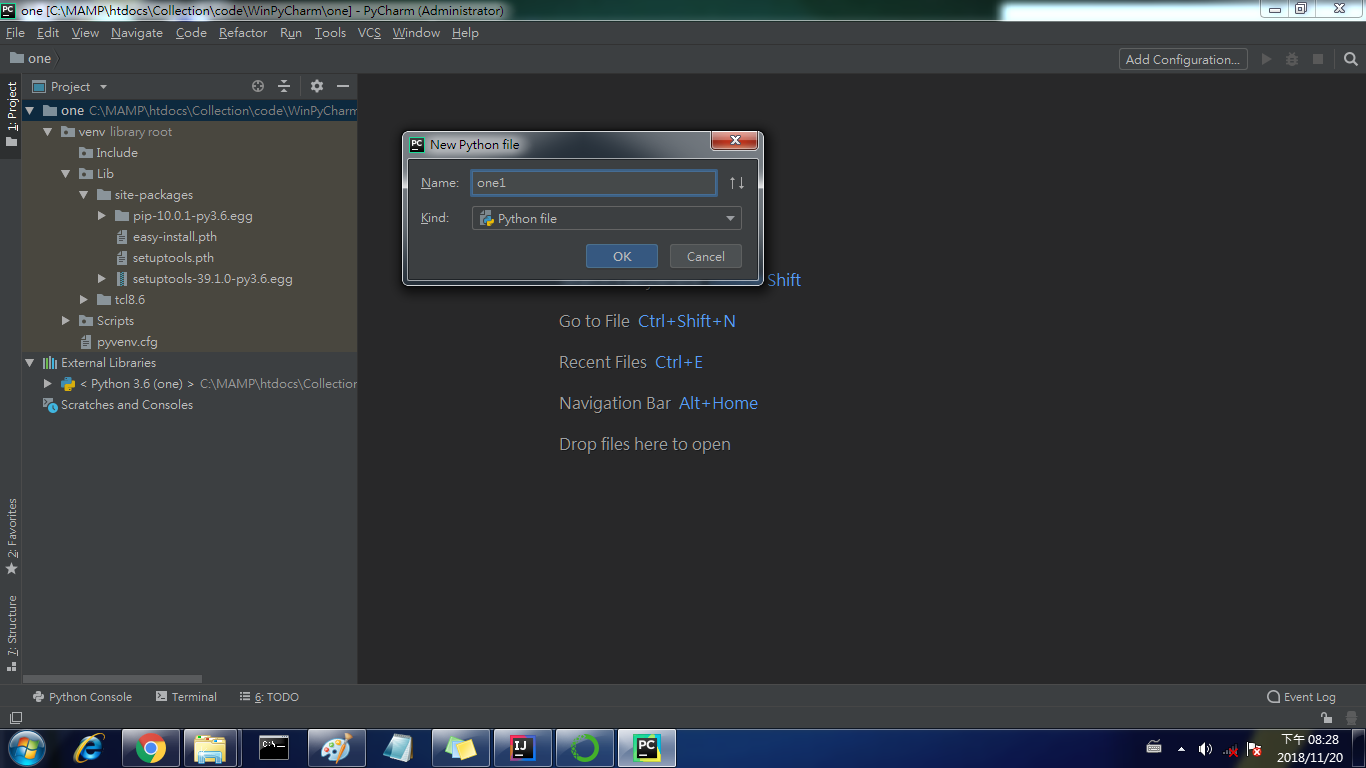 one [C:\MAMP\htdocs\Collection\code\WinPyCharm\one] - PyCharm (Administrator)
File Edit View Navigate Code Refactor Run Tools VCS Window Help
one
Add Configuration...
1: Project
Project
one C:\MAMP\htdocs\Collection\code\WinPyCharm
venv library root
Include
Lib
site-packages
pip-10.0.1-py3.6.egg
easy-install.pth
setuptools.pth
setuptools-39.1.0-py3.6.egg
tcl8.6
Scripts
pyvenv.cfg
External Libraries
< Python 3.6 (one) > C:\MAMP\htdocs\Collection
Scratches and Consoles
New Python file
Name: one1
Kind: Python file
OK Cancel
Shift
Go to File Ctrl+Shift+N
Recent Files Ctrl+E
Navigation Bar Alt+Home
Drop files here to open
2: Favorites
7: Structure
Python Console Terminal 6: TODO Event Log
下午 08:28
2018/11/20